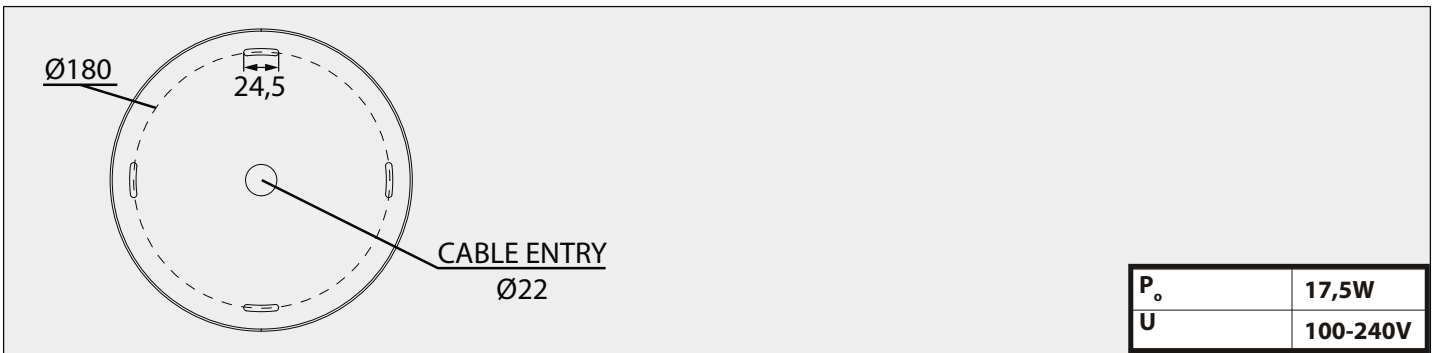 Ø180
24,5
CABLE ENTRY
Ø22
Po 17,5W
U 100-240V